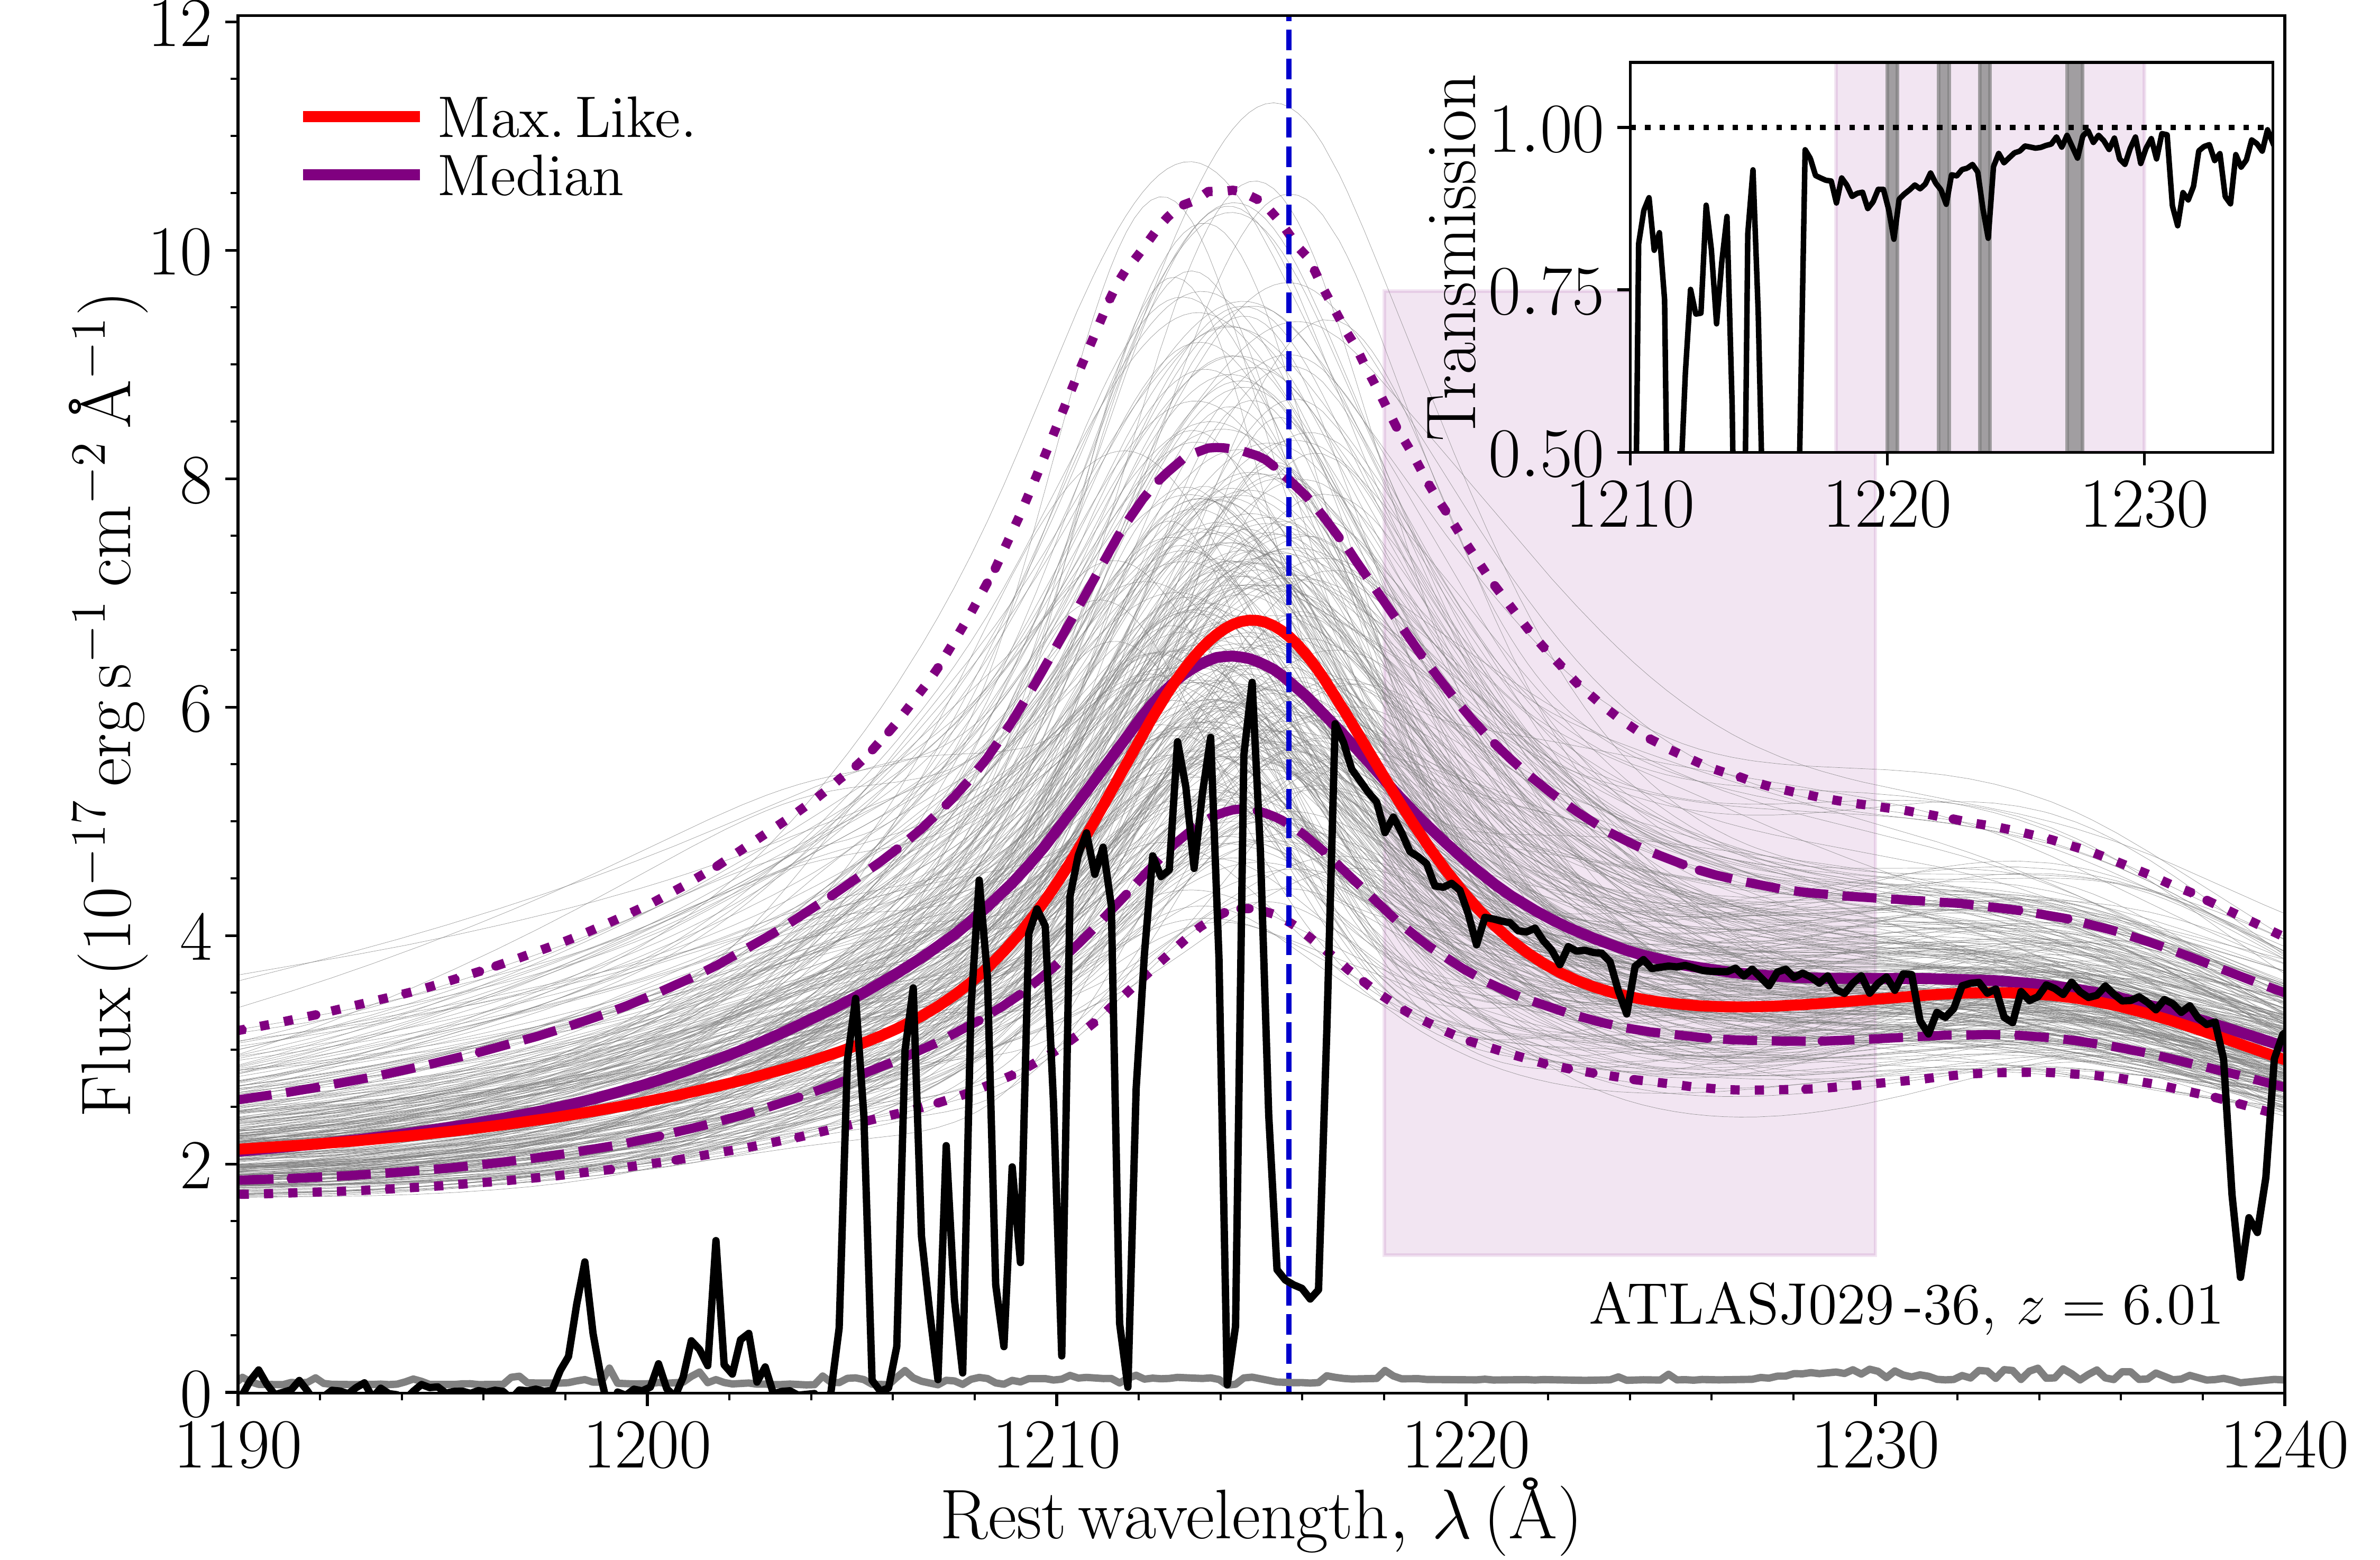 12
10
8
6
4
2
0
Flux (10⁻¹⁷ erg s⁻¹ cm⁻² Å⁻¹)
Max. Like.
Median
Transmission
1.00
0.75
0.50
1210 1220 1230
ATLASJ029 -36, z = 6.01
1190 1200 1210 1220 1230 1240
Rest wavelength, λ (Å)